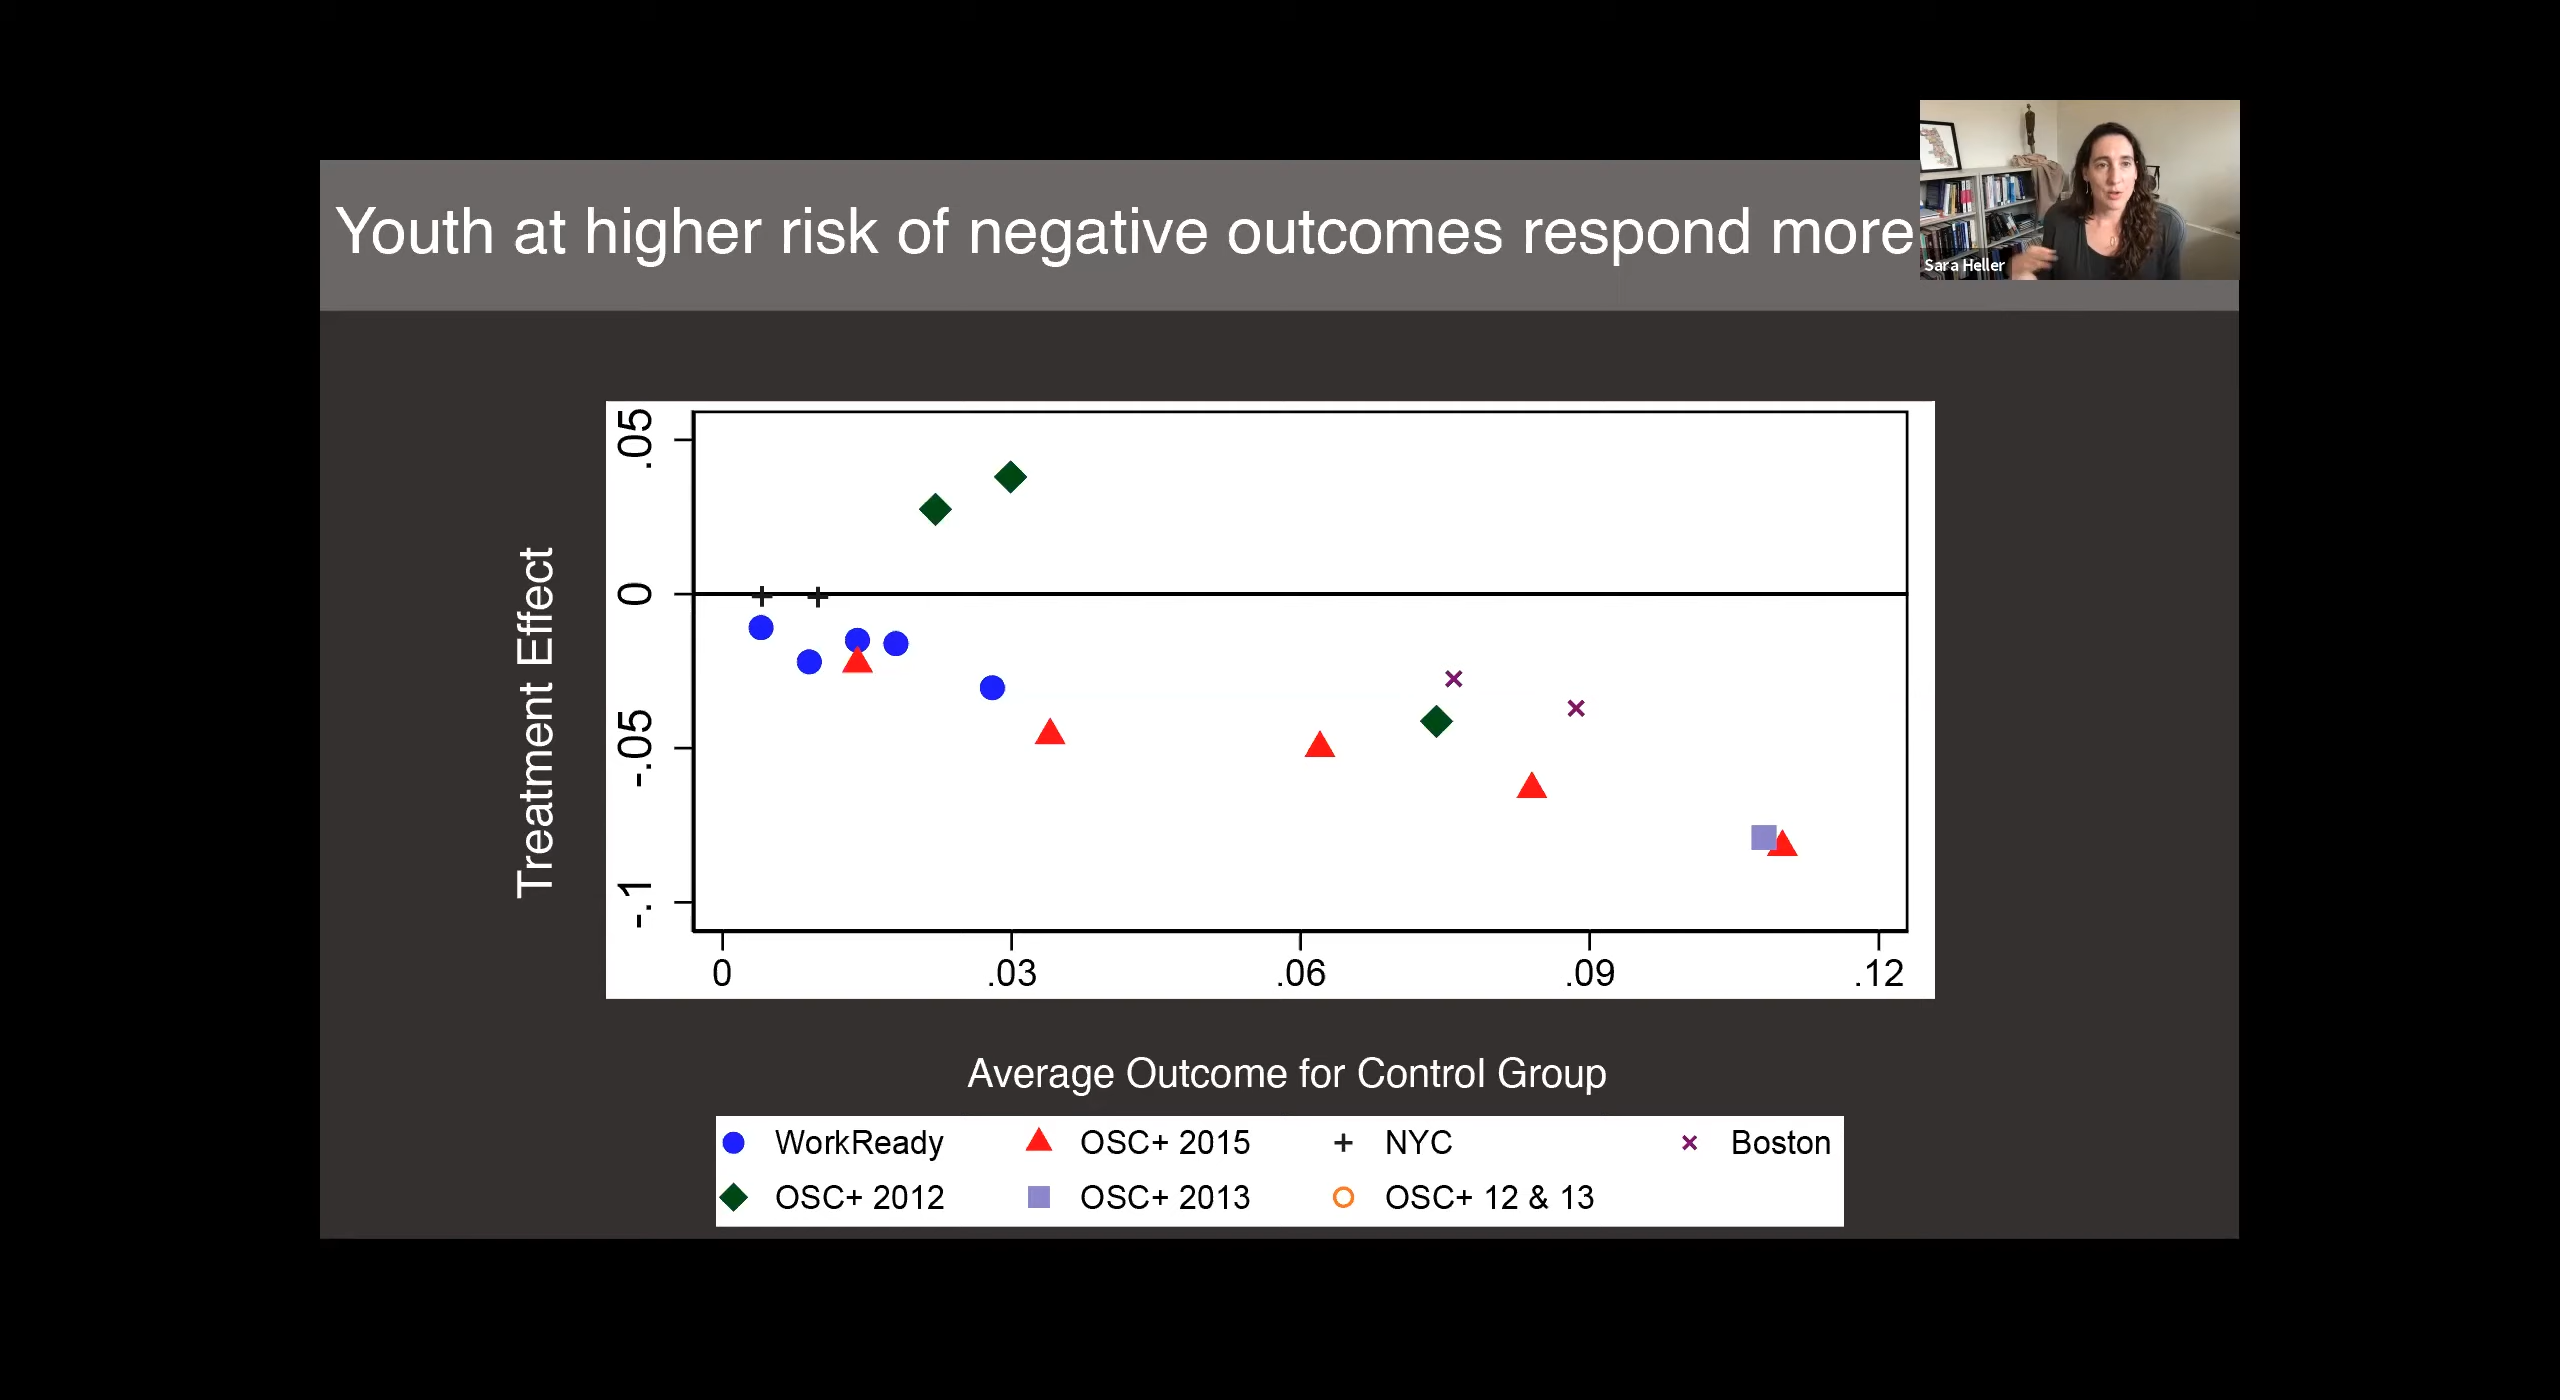 Youth at higher risk of negative outcomes respond more
Sara Heller
Treatment Effect
.05
0
-.05
-.1
0 .03 .06 .09 .12
Average Outcome for Control Group
WorkReady OSC+ 2015 NYC Boston
OSC+ 2012 OSC+ 2013 OSC+ 12 & 13